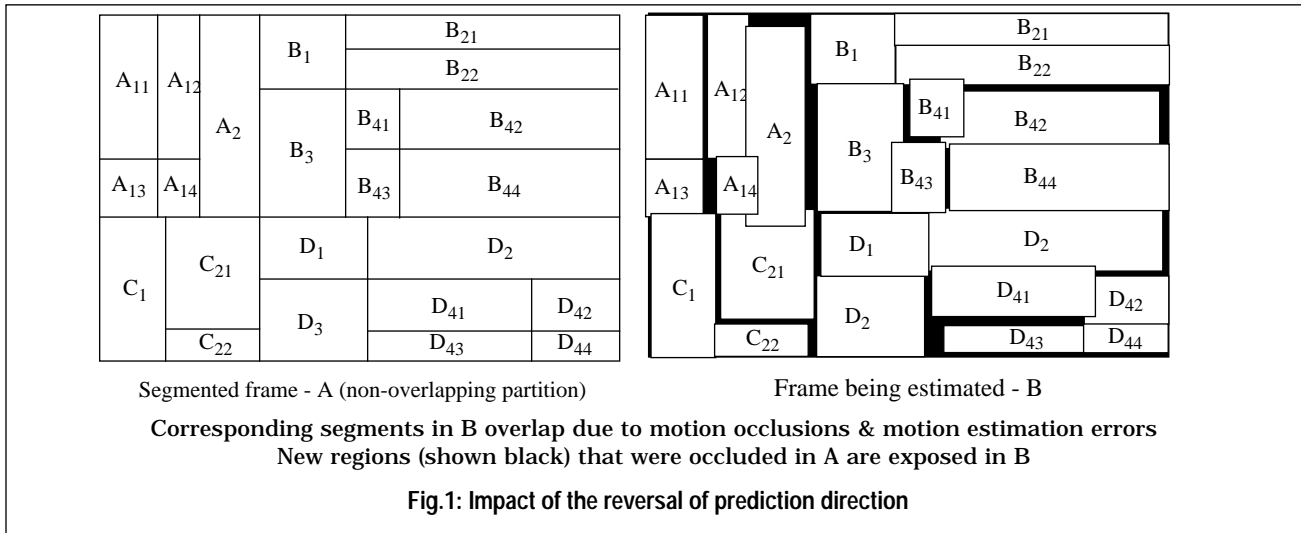 A₁₁ A₁₂ A₂ B₁ B₂₁
B₂₂
B₃ B₄₁ B₄₂
A₁₃ A₁₄ B₄₃ B₄₄
C₁ C₂₁ D₁ D₂
D₃ D₄₁ D₄₂
C₂₂ D₄₃ D₄₄
Segmented frame - A (non-overlapping partition)
A₁₁ A₁₂ A₂ B₁ B₂₁
B₂₂
B₃ B₄₁ B₄₂
A₁₃ A₁₄ B₄₃ B₄₄
C₁ C₂₁ D₁ D₂
D₂ D₄₁ D₄₂
C₂₂ D₄₃ D₄₄
Frame being estimated - B
Corresponding segments in B overlap due to motion occlusions & motion estimation errors
New regions (shown black) that were occluded in A are exposed in B
Fig.1: Impact of the reversal of prediction direction